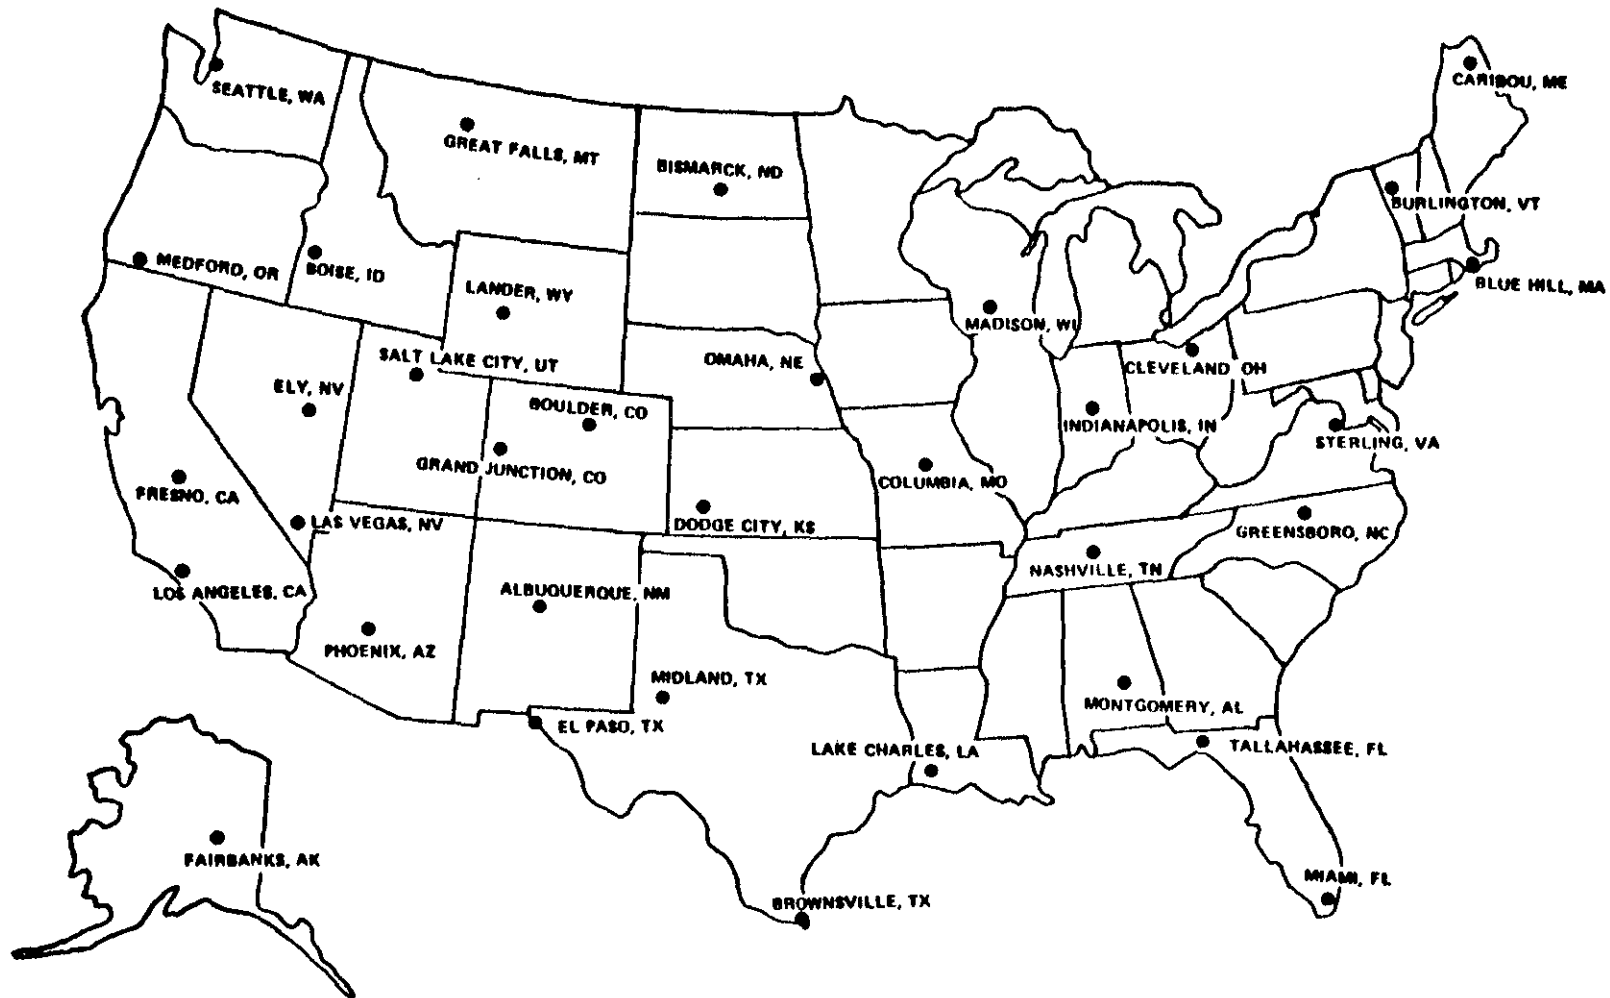 CARIBOU, ME
SEATTLE, WA
GREAT FALLS, MT
BISMARCK, ND
BURLINGTON, VT
MEDFORD, OR
BOISE, ID
BLUE HILL, MA
LANDER, WY
MADISON, WI
SALT LAKE CITY, UT
OMAHA, NE
CLEVELAND OH
ELY, NV
BOULDER, CO
INDIANAPOLIS, IN
STERLING, VA
GRAND JUNCTION, CO
COLUMBIA, MO
FRESNO, CA
LAS VEGAS, NV
DODGE CITY, KS
GREENSBORO, NC
NASHVILLE, TN
LOS ANGELES, CA
ALBUQUERQUE, NM
PHOENIX, AZ
MIDLAND, TX
MONTGOMERY, AL
EL PASO, TX
LAKE CHARLES, LA
TALLAHASSEE, FL
FAIRBANKS, AK
MIAMI, FL
BROWNSVILLE, TX